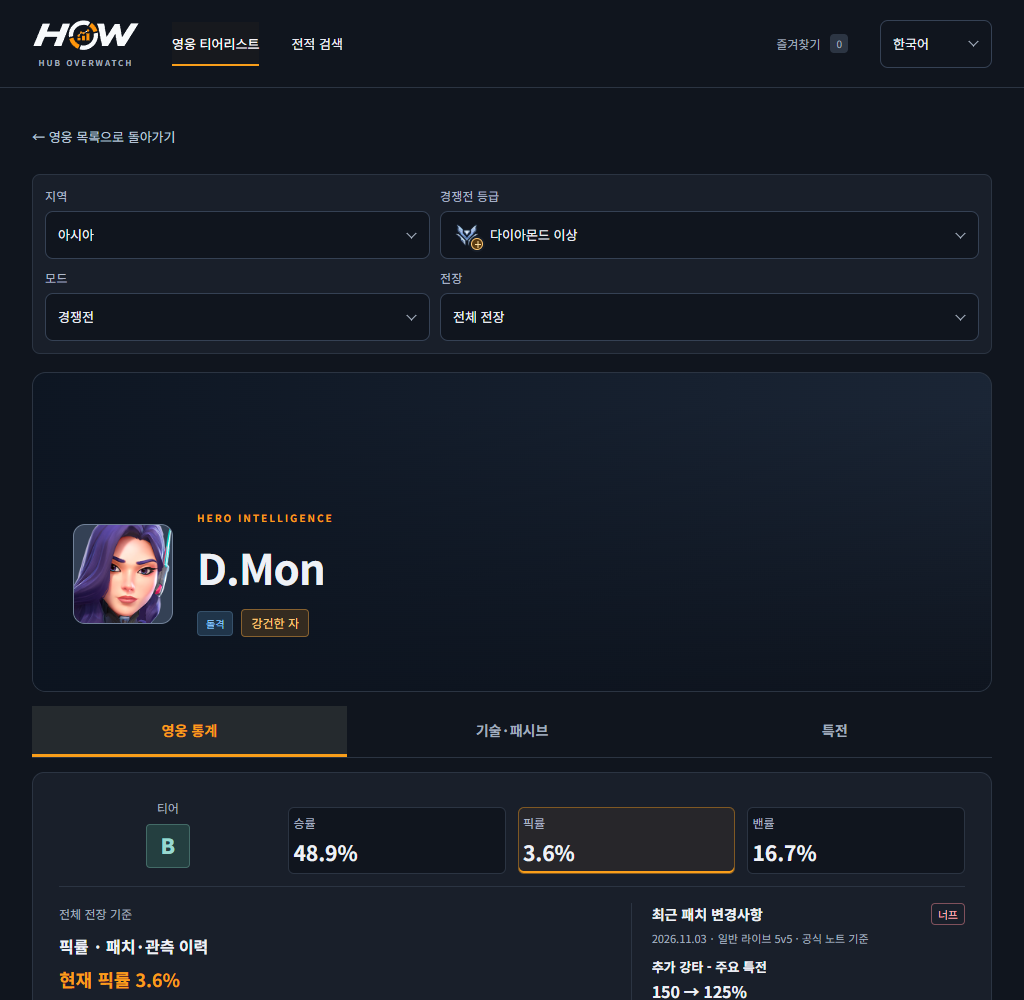 HOW
HUB OVERWATCH
영웅 티어리스트
전적 검색
즐겨찾기 0
한국어
← 영웅 목록으로 돌아가기
지역
아시아
경쟁전 등급
다이아몬드 이상
모드
경쟁전
전장
전체 전장
HERO INTELLIGENCE
D.Mon
돌격
강건한 자
영웅 통계
기술·패시브
특전
티어
B
승률
48.9%
픽률
3.6%
밴률
16.7%
전체 전장 기준
픽률 · 패치·관측 이력
현재 픽률 3.6%
최근 패치 변경사항
너프
2026.11.03 · 일반 라이브 5v5 · 공식 노트 기준
추가 강타 - 주요 특전
150 → 125%